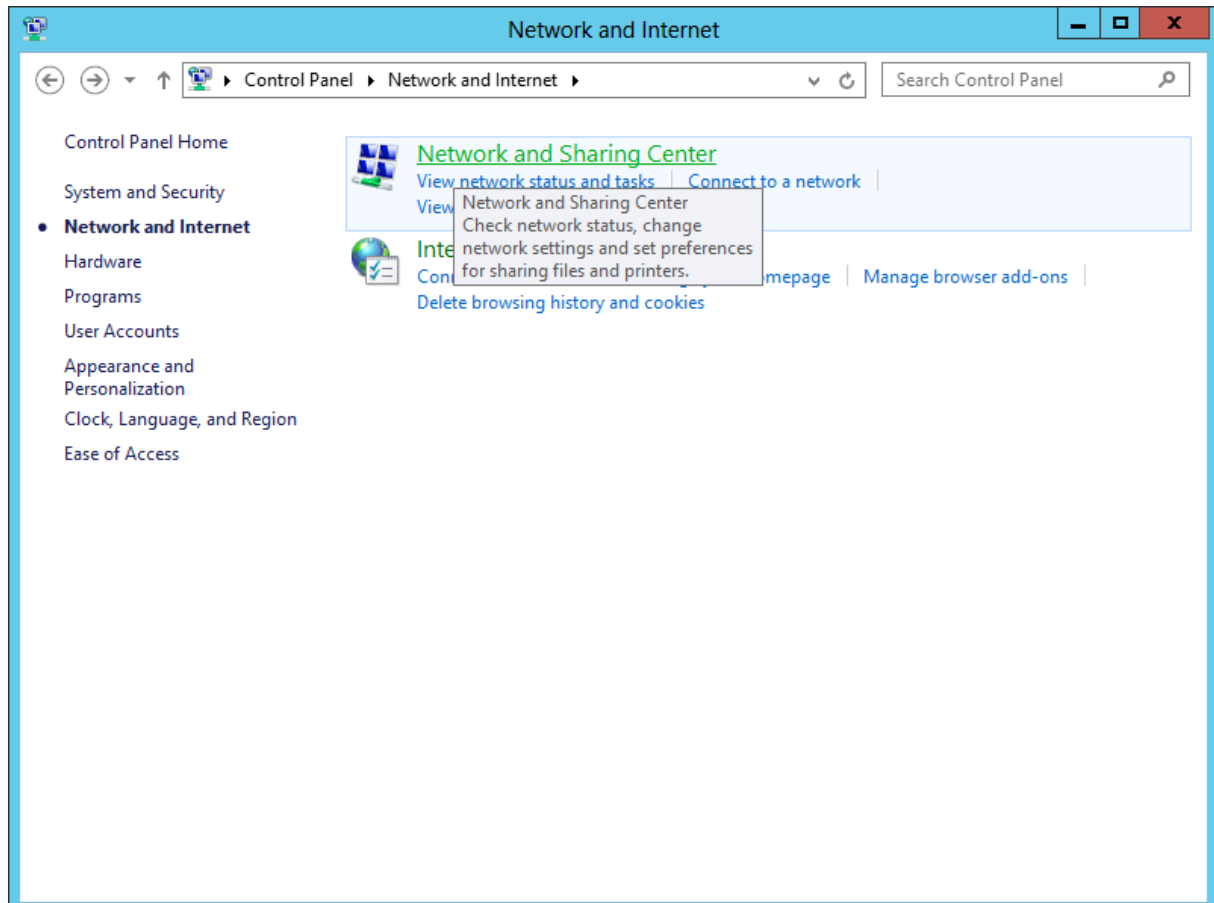 Network and Internet
Control Panel Network and Internet
Search Control Panel
Control Panel Home
System and Security
Network and Internet
Hardware
Programs
User Accounts
Appearance and
Personalization
Clock, Language, and Region
Ease of Access
Network and Sharing Center
View network status and tasks Connect to a network
View
Network and Sharing Center
Check network status, change
network settings and set preferences
for sharing files and printers.
Manage browser add-ons
Delete browsing history and cookies